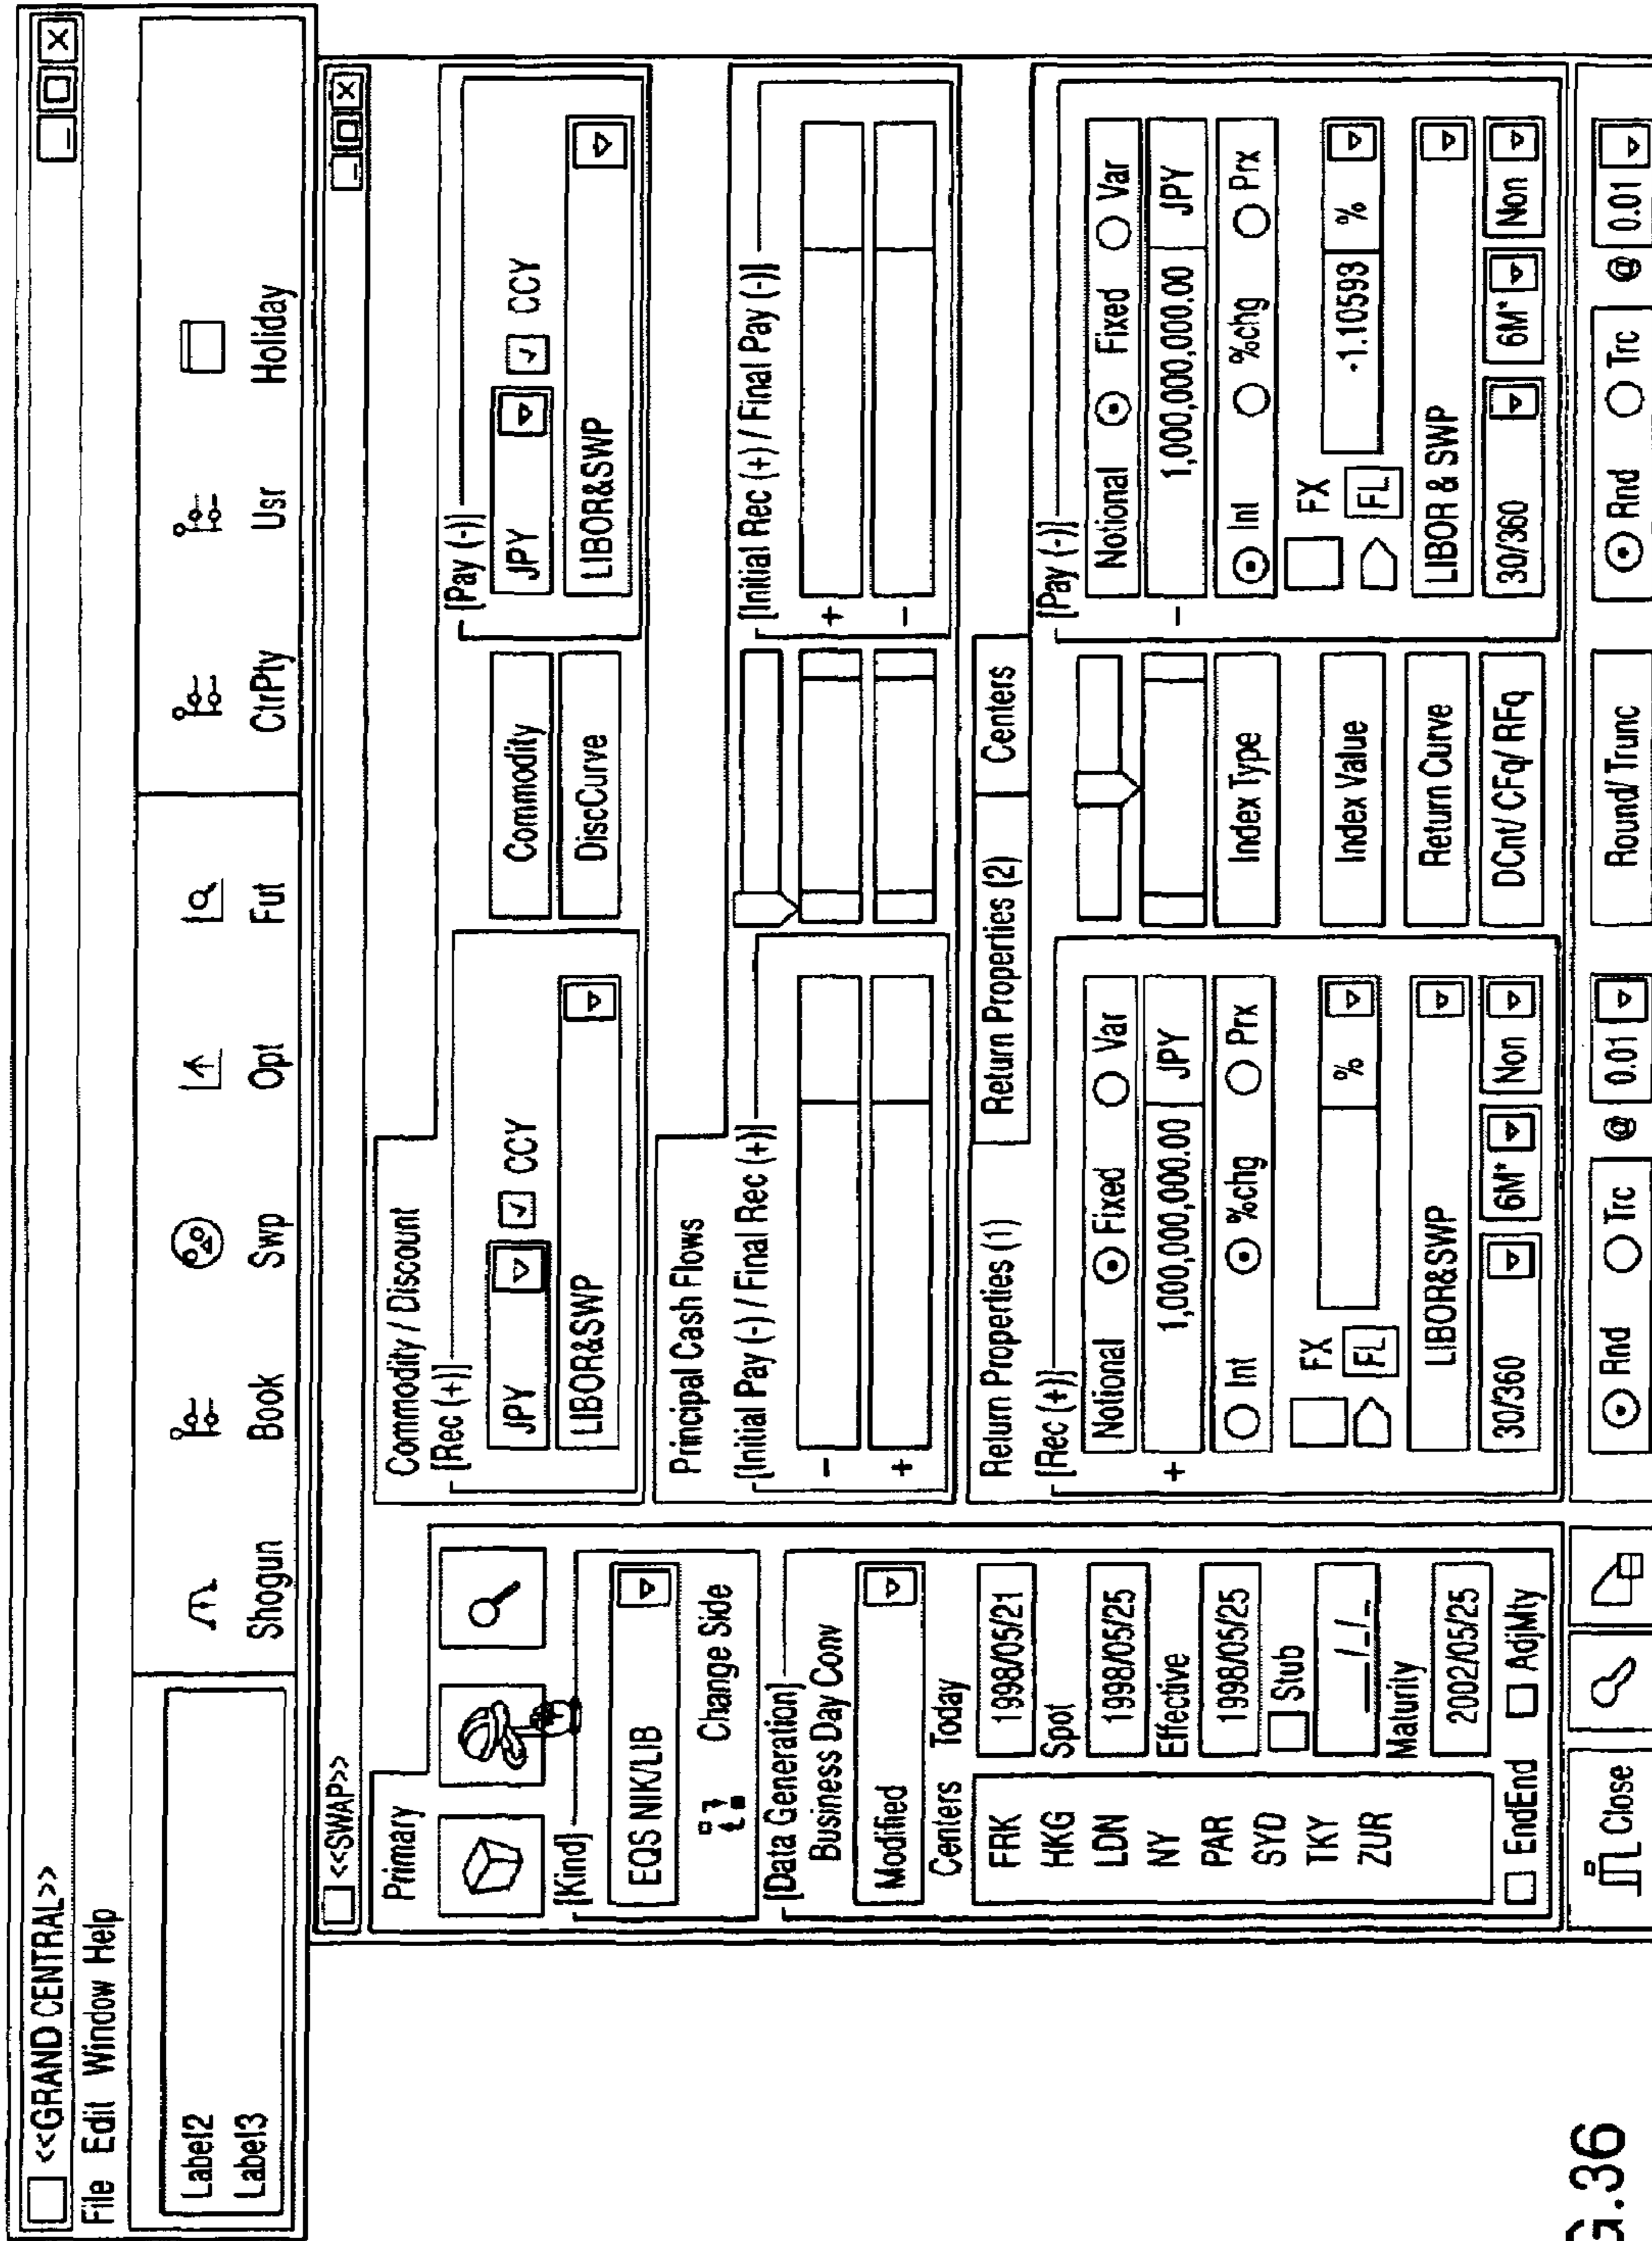 <<GRAND CENTRAL>>
File Edit Window Help
Label2
Label3
Shogun Book Swp Opt Fut CtrPty Usr Holiday
<<SWAP>>
Primary
[Kind]
EQS NIK/LIB
Change Side
[Data Generation]
Business Day Conv
Modified
Centers Today
FRK 1998/05/21
HKG Spot
LDN 1998/05/25
NY Effective
PAR 1998/05/25
SYD Stub
TKY __/_/_
ZUR Maturity
2002/05/25
EndEnd AdjMty
Close
Commodity / Discount
[Rec (+)]
JPY CCY
LIBOR&SWP
Commodity
DiscCurve
[Pay (-)]
JPY CCY
LIBOR&SWP
Principal Cash Flows
[Initial Pay (-) / Final Rec (+)]
-
+
[Initial Rec (+) / Final Pay (-)]
+
-
Return Properties (1) Return Properties (2) Centers
[Rec (+)]
Notional Fixed Var
+ 1,000,000,000.00 JPY
Int %chg Prx
FX
FL %
LIBOR&SWP
30/360 6M* Non
Rnd Trc @ 0.01
Index Type
Index Value
Return Curve
DCnt/ CFq/ RFq
Round/ Trunc
[Pay (-)]
Notional Fixed Var
- 1,000,000,000.00 JPY
Int %chg Prx
FX
FL -1.10593 %
LIBOR & SWP
30/360 6M* Non
Rnd Trc @ 0.01
G.36